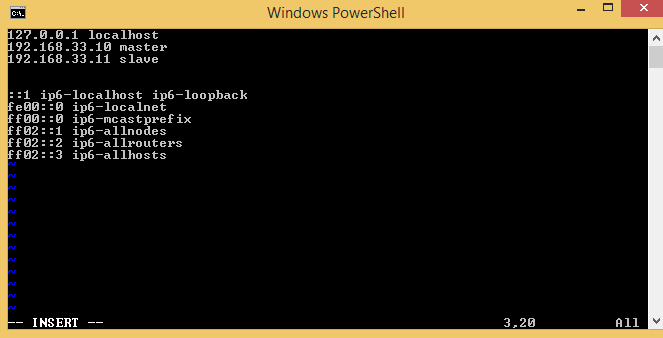 Windows PowerShell
127.0.0.1 localhost
192.168.33.10 master
192.168.33.11 slave
::1 ip6-localhost ip6-loopback
fe00::0 ip6-localnet
ff00::0 ip6-mcastprefix
ff02::1 ip6-allnodes
ff02::2 ip6-allrouters
ff02::3 ip6-allhosts
~
~
~
~
~
~
~
~
~
~
~
~
~
-- INSERT -- 3,20 All